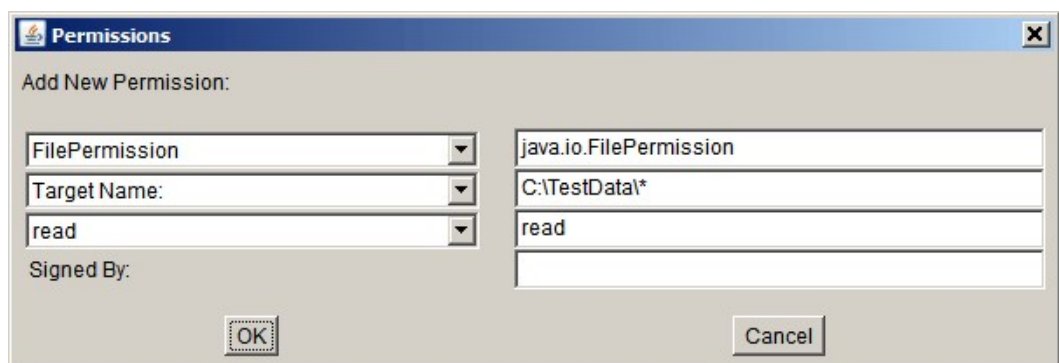 Permissions
Add New Permission:
FilePermission java.io.FilePermission
Target Name: C:\TestData\*
read read
Signed By:
OK Cancel